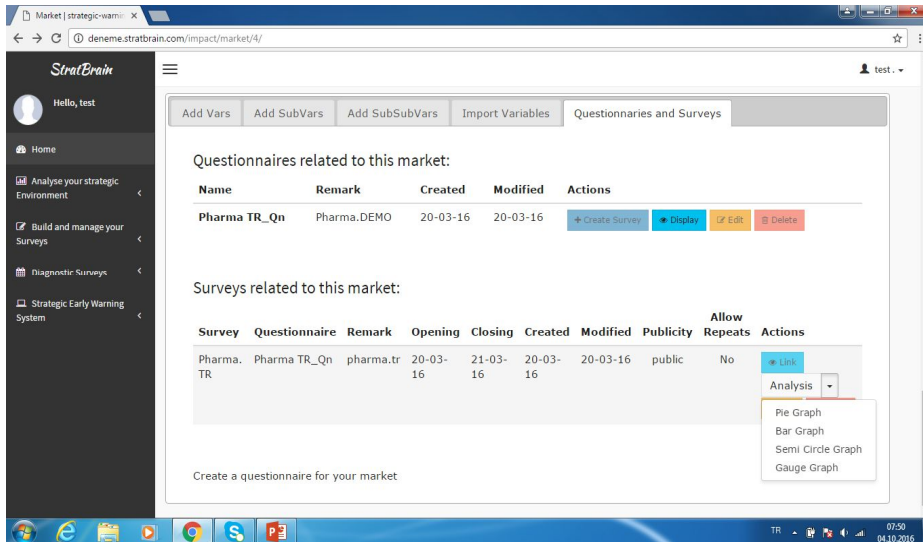 Market | strategic-warnin
deneme.stratbrain.com/impact/market/4/
StratBrain
test . 
Hello, test
Home
Analyse your strategic
Environment
Build and manage your
Surveys
Diagnostic Surveys
Strategic Early Warning
System
Add Vars Add SubVars Add SubSubVars Import Variables Questionnaries and Surveys
Questionnaires related to this market:
Name Remark Created Modified Actions
Pharma TR_Qn Pharma.DEMO 20-03-16 20-03-16 + Create Survey Display Edit Delete
Surveys related to this market:
Allow
Survey Questionnaire Remark Opening Closing Created Modified Publicity Repeats Actions
Pharma. Pharma TR_Qn pharma.tr 20-03- 21-03- 20-03- 20-03-16 public No Link
TR 16 16 16
Analysis
Pie Graph
Bar Graph
Semi Circle Graph
Gauge Graph
Create a questionnaire for your market
TR 07:50
04.10.2016